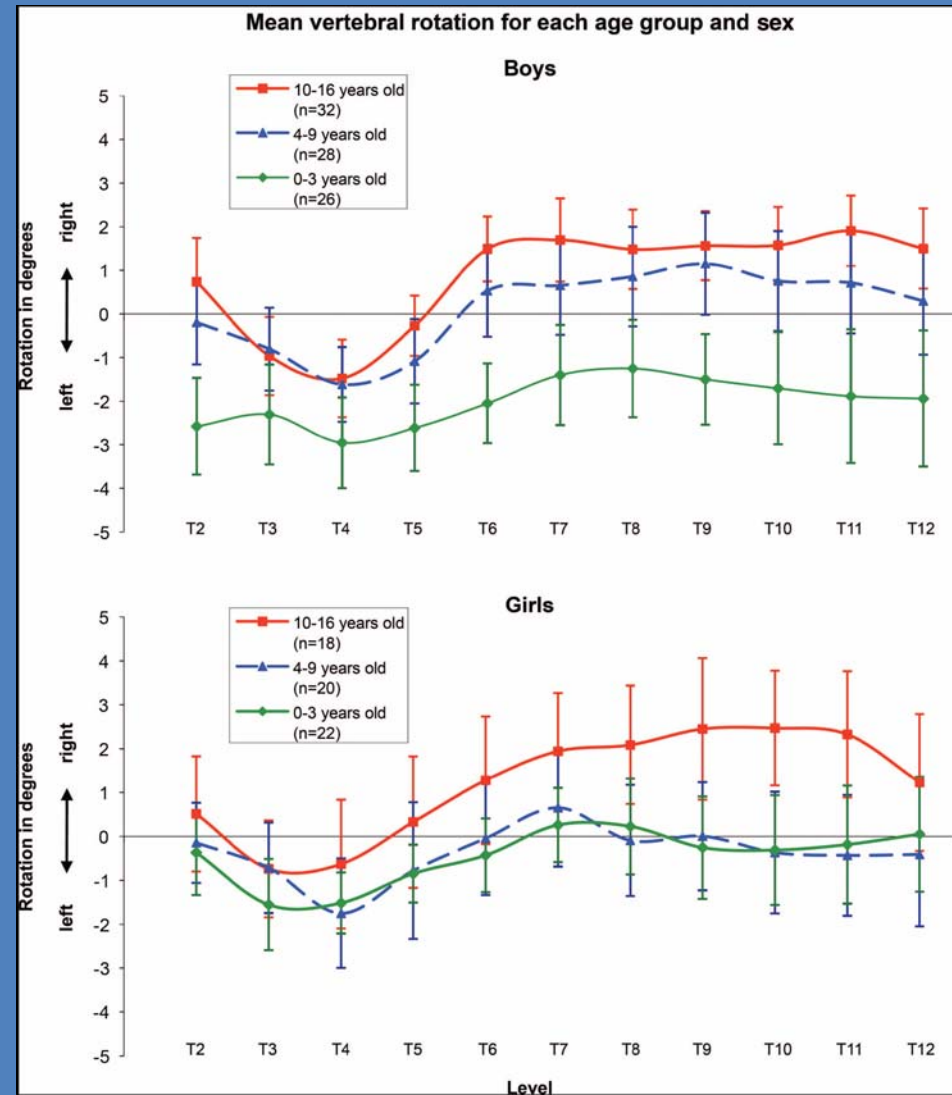 Mean vertebral rotation for each age group and sex
Boys
10-16 years old
(n=32)
4-9 years old
(n=28)
0-3 years old
(n=26)
Rotation in degrees
left
right
5
4
3
2
1
0
-1
-2
-3
-4
-5
T2 T3 T4 T5 T6 T7 T8 T9 T10 T11 T12
Girls
10-16 years old
(n=18)
4-9 years old
(n=20)
0-3 years old
(n=22)
Rotation in degrees
left
right
5
4
3
2
1
0
-1
-2
-3
-4
-5
T2 T3 T4 T5 T6 T7 T8 T9 T10 T11 T12
Level